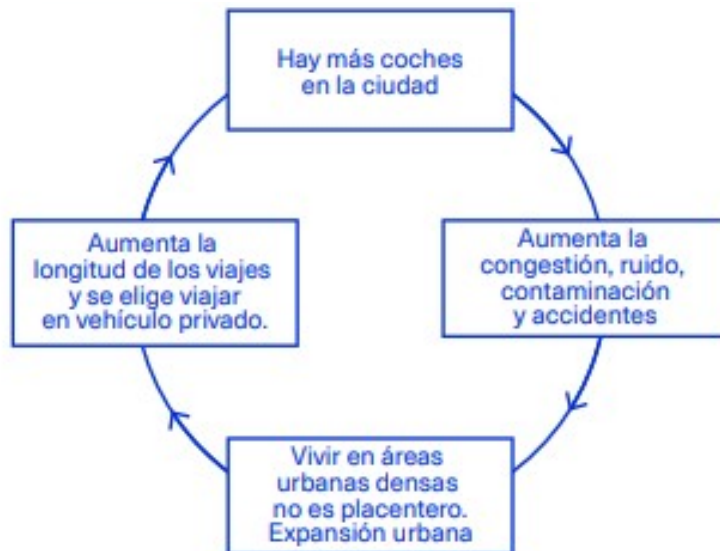 Hay más coches
en la ciudad
Aumenta la
congestión, ruido,
contaminación
y accidentes
Vivir en áreas
urbanas densas
no es placentero.
Expansión urbana
Aumenta la
longitud de los viajes
y se elige viajar
en vehículo privado.